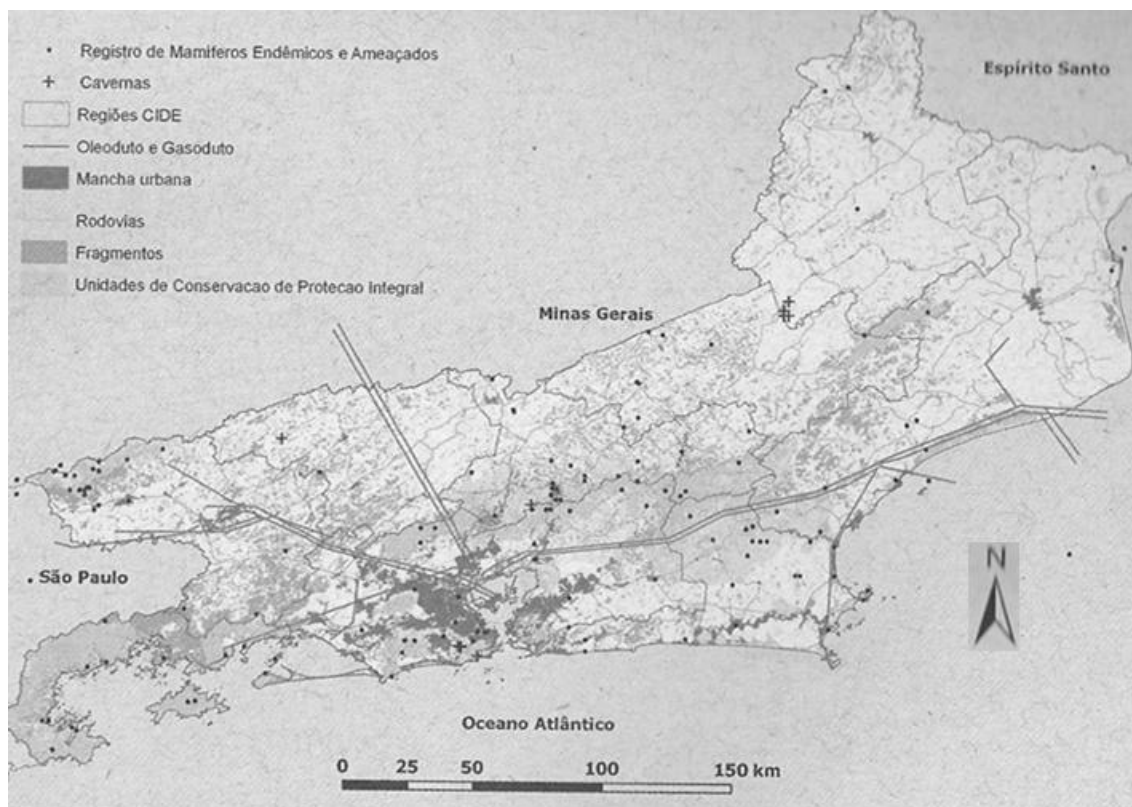 Registro de Mamíferos Endêmicos e Ameaçados
Cavernas
Regiões CIDE
Oleoduto e Gasoduto
Mancha urbana
Rodovias
Fragmentos
Unidades de Conservacao de Protecao Integral
Espírito Santo
Minas Gerais
São Paulo
N
Oceano Atlântico
0 25 50 100 150 km